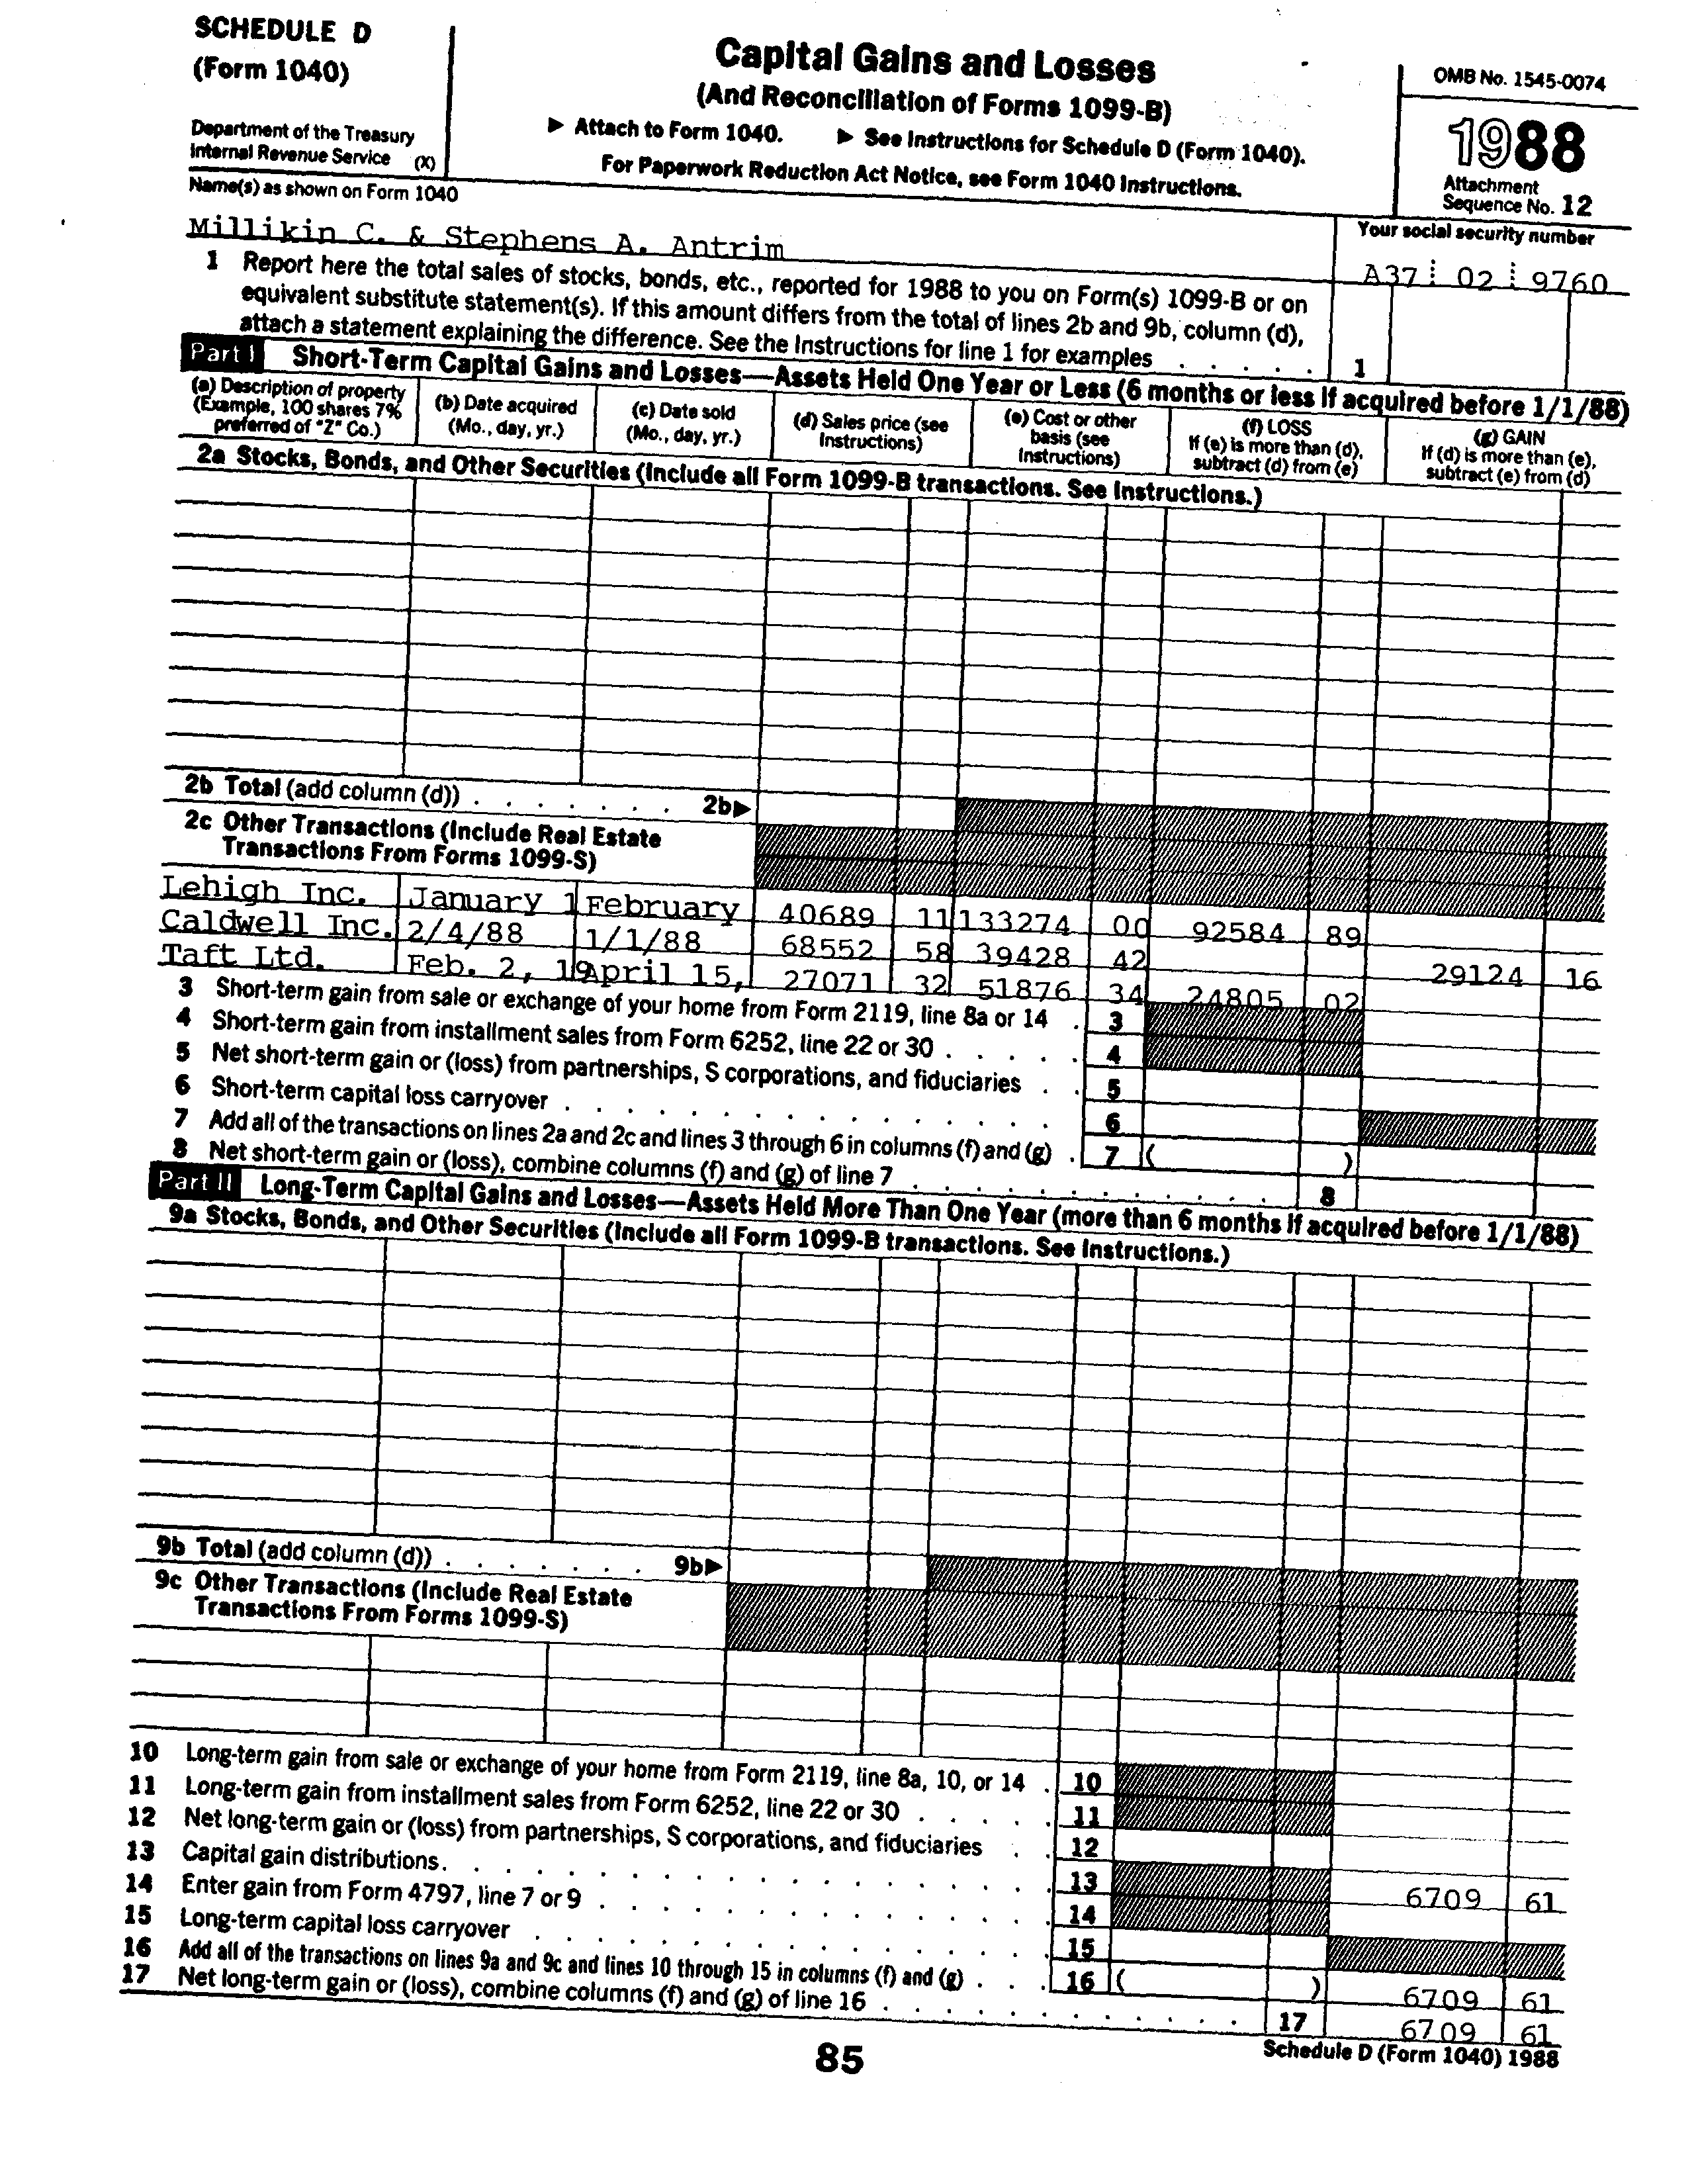 SCHEDULE D
(Form 1040)
Department of the Treasury
Internal Revenue Service (X)
Capital Gains and Losses
(And Reconciliation of Forms 1099-B)
▶ Attach to Form 1040. ▶ See Instructions for Schedule D (Form 1040).
For Paperwork Reduction Act Notice, see Form 1040 Instructions.
OMB No. 1545-0074
1988
Attachment
Sequence No. 12
Name(s) as shown on Form 1040
Your social security number
Millikin C. & Stephens A. Antrim
A37 02 9760
1 Report here the total sales of stocks, bonds, etc., reported for 1988 to you on Form(s) 1099-B or on
equivalent substitute statement(s). If this amount differs from the total of lines 2b and 9b, column (d),
attach a statement explaining the difference. See the Instructions for line 1 for examples . . . . . 1
Part I Short-Term Capital Gains and Losses—Assets Held One Year or Less (6 months or less if acquired before 1/1/88)
(a) Description of property
(Example, 100 shares 7%
preferred of "Z" Co.)
(b) Date acquired
(Mo., day, yr.)
(c) Date sold
(Mo., day, yr.)
(d) Sales price (see
Instructions)
(e) Cost or other
basis (see
Instructions)
(f) LOSS
If (e) is more than (d),
subtract (d) from (e)
(g) GAIN
If (d) is more than (e),
subtract (e) from (d)
2a Stocks, Bonds, and Other Securities (Include all Form 1099-B transactions. See Instructions.)
2b Total (add column (d)) . . . . . . . 2b▶
2c Other Transactions (Include Real Estate
Transactions From Forms 1099-S)
Lehigh Inc. January 1 February 40689 11 133274 00 92584 89
Caldwell Inc. 2/4/88 1/1/88 68552 58 39428 42 29124 16
Taft Ltd. Feb. 2, 19 April 15, 27071 32 51876 34 24805 02
3 Short-term gain from sale or exchange of your home from Form 2119, line 8a or 14 . 3
4 Short-term gain from installment sales from Form 6252, line 22 or 30 . . . . . 4
5 Net short-term gain or (loss) from partnerships, S corporations, and fiduciaries . . 5
6 Short-term capital loss carryover . . . . . . . . . . . . . . 6
7 Add all of the transactions on lines 2a and 2c and lines 3 through 6 in columns (f) and (g) . 7 ( )
8 Net short-term gain or (loss), combine columns (f) and (g) of line 7 . . . . . . . . . . . . 8
Part II Long-Term Capital Gains and Losses—Assets Held More Than One Year (more than 6 months if acquired before 1/1/88)
9a Stocks, Bonds, and Other Securities (Include all Form 1099-B transactions. See Instructions.)
9b Total (add column (d)) . . . . . . . 9b▶
9c Other Transactions (Include Real Estate
Transactions From Forms 1099-S)
10 Long-term gain from sale or exchange of your home from Form 2119, line 8a, 10, or 14 . 10
11 Long-term gain from installment sales from Form 6252, line 22 or 30 . . . . . 11
12 Net long-term gain or (loss) from partnerships, S corporations, and fiduciaries . . 12
13 Capital gain distributions. . . . . . . . . . . . . . . . . 13 6709 61
14 Enter gain from Form 4797, line 7 or 9 . . . . . . . . . . . . . 14
15 Long-term capital loss carryover . . . . . . . . . . . . . . 15
16 Add all of the transactions on lines 9a and 9c and lines 10 through 15 in columns (f) and (g) . . . 16 ( ) 6709 61
17 Net long-term gain or (loss), combine columns (f) and (g) of line 16 . . . . . . . . . . . 17 6709 61
85
Schedule D (Form 1040) 1988